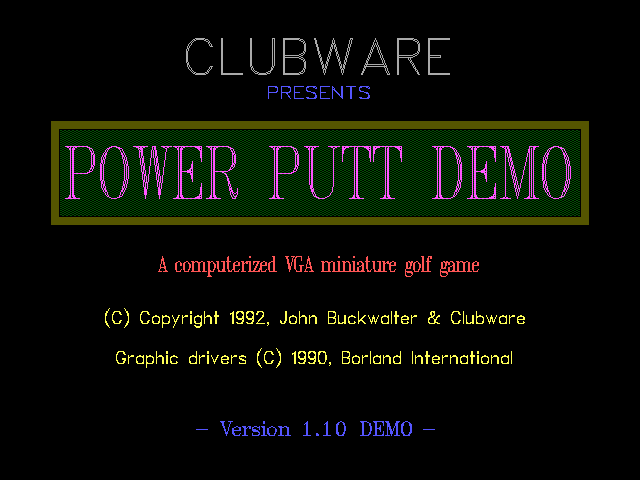 CLUBWARE
PRESENTS
POWER PUTT DEMO
A computerized VGA miniature golf game
(C) Copyright 1992, John Buckwalter & Clubware
Graphic drivers (C) 1990, Borland International
- Version 1.10 DEMO -